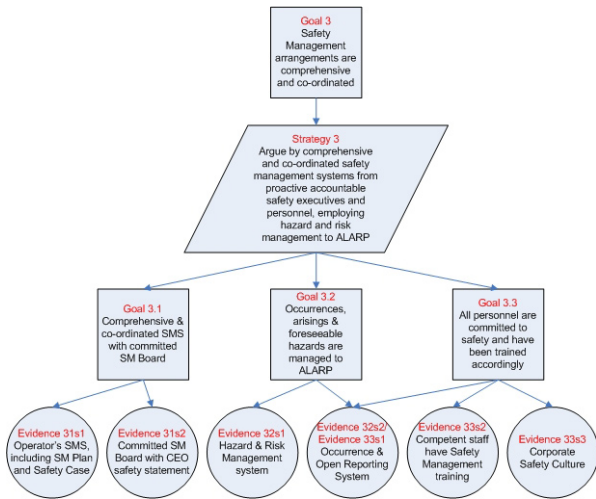 Goal 3
Safety
Management
arrangements are
comprehensive
and co-ordinated
Strategy 3
Argue by comprehensive
and co-ordinated safety
management systems from
proactive accountable
safety executives and
personnel, employing
hazard and risk
management to ALARP
Goal 3.1
Comprehensive &
co-ordinated SMS
with committed
SM Board
Goal 3.2
Occurrences,
arisings &
foreseeable
hazards are
managed to
ALARP
Goal 3.3
All personnel are
committed to
safety and have
been trained
accordingly
Evidence 31s1
Operator's SMS,
including SM Plan
and Safety Case
Evidence 31s2
Committed SM
Board with CEO
safety statement
Evidence 32s1
Hazard & Risk
Management
system
Evidence 32s2/
Evidence 33s1
Occurrence &
Open Reporting
System
Evidence 33s2
Competent staff
have Safety
Management
training
Evidence 33s3
Corporate
Safety Culture